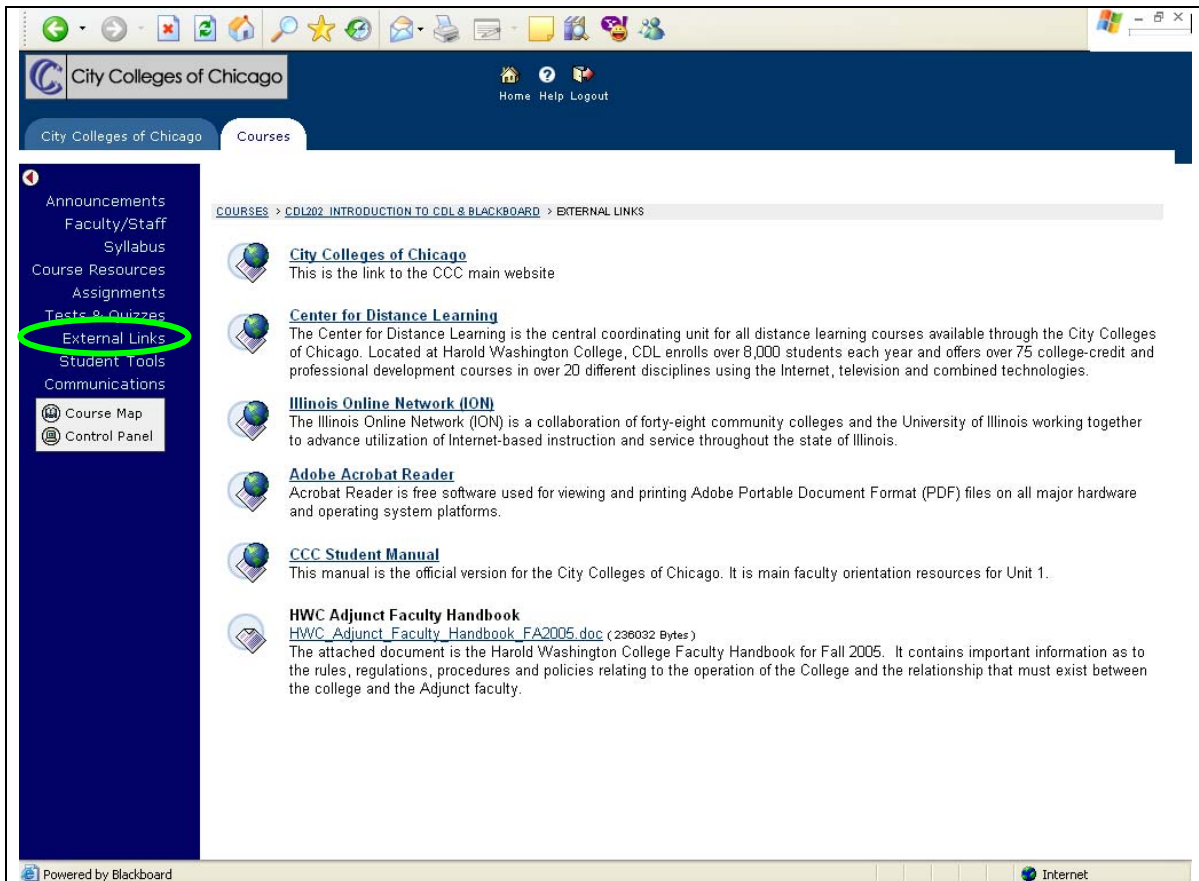 City Colleges of Chicago
Home Help Logout
City Colleges of Chicago
Courses
Announcements
Faculty/Staff
Syllabus
Course Resources
Assignments
Tests & Quizzes
External Links
Student Tools
Communications
Course Map
Control Panel
COURSES > CDL202 INTRODUCTION TO CDL & BLACKBOARD > EXTERNAL LINKS
City Colleges of Chicago
This is the link to the CCC main website
Center for Distance Learning
The Center for Distance Learning is the central coordinating unit for all distance learning courses available through the City Colleges
of Chicago. Located at Harold Washington College, CDL enrolls over 8,000 students each year and offers over 75 college-credit and
professional development courses in over 20 different disciplines using the Internet, television and combined technologies.
Illinois Online Network (ION)
The Illinois Online Network (ION) is a collaboration of forty-eight community colleges and the University of Illinois working together
to advance utilization of Internet-based instruction and service throughout the state of Illinois.
Adobe Acrobat Reader
Acrobat Reader is free software used for viewing and printing Adobe Portable Document Format (PDF) files on all major hardware
and operating system platforms.
CCC Student Manual
This manual is the official version for the City Colleges of Chicago. It is main faculty orientation resources for Unit 1.
HWC Adjunct Faculty Handbook
HWC_Adjunct_Faculty_Handbook_FA2005.doc ( 236032 Bytes )
The attached document is the Harold Washington College Faculty Handbook for Fall 2005. It contains important information as to
the rules, regulations, procedures and policies relating to the operation of the College and the relationship that must exist between
the college and the Adjunct faculty.
Powered by Blackboard
Internet